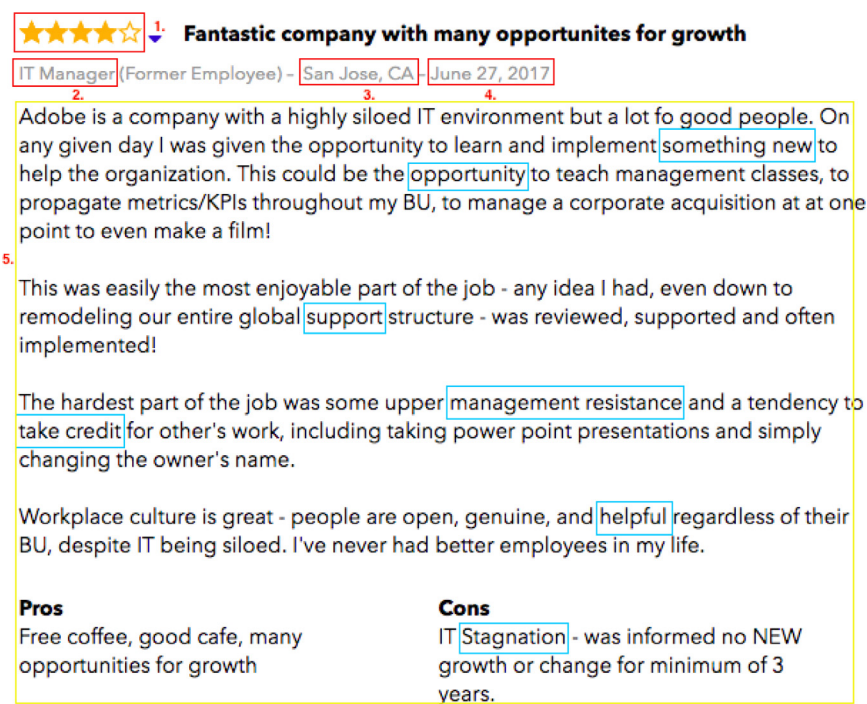 1. Fantastic company with many opportunites for growth
IT Manager (Former Employee) – San Jose, CA – June 27, 2017
2. 3. 4.
Adobe is a company with a highly siloed IT environment but a lot fo good people. On
any given day I was given the opportunity to learn and implement something new to
help the organization. This could be the opportunity to teach management classes, to
propagate metrics/KPIs throughout my BU, to manage a corporate acquisition at at one
point to even make a film!
5.
This was easily the most enjoyable part of the job - any idea I had, even down to
remodeling our entire global support structure - was reviewed, supported and often
implemented!
The hardest part of the job was some upper management resistance and a tendency to
take credit for other's work, including taking power point presentations and simply
changing the owner's name.
Workplace culture is great - people are open, genuine, and helpful regardless of their
BU, despite IT being siloed. I've never had better employees in my life.
Pros
Free coffee, good cafe, many
opportunities for growth
Cons
IT Stagnation - was informed no NEW
growth or change for minimum of 3
years.